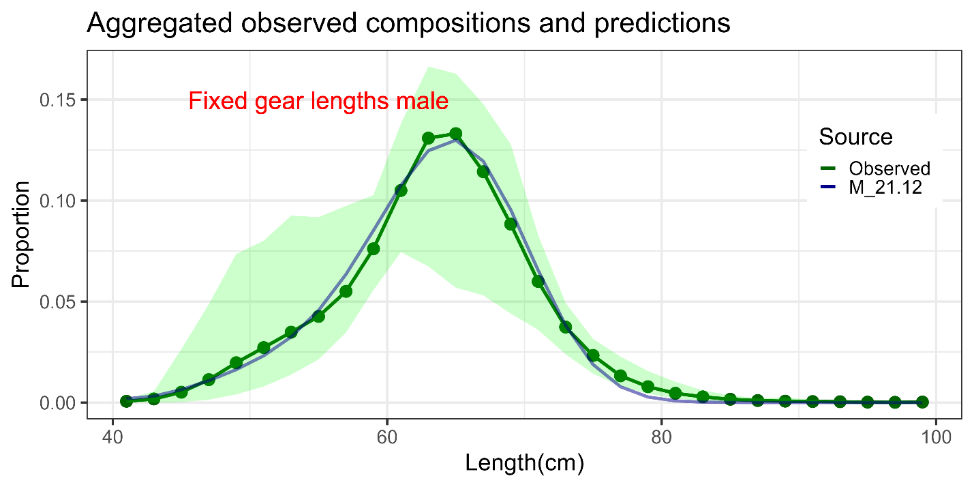 Aggregated observed compositions and predictions
Fixed gear lengths male
Source
Observed
M_21.12
Proportion
0.15
0.10
0.05
0.00
40 60 80 100
Length(cm)